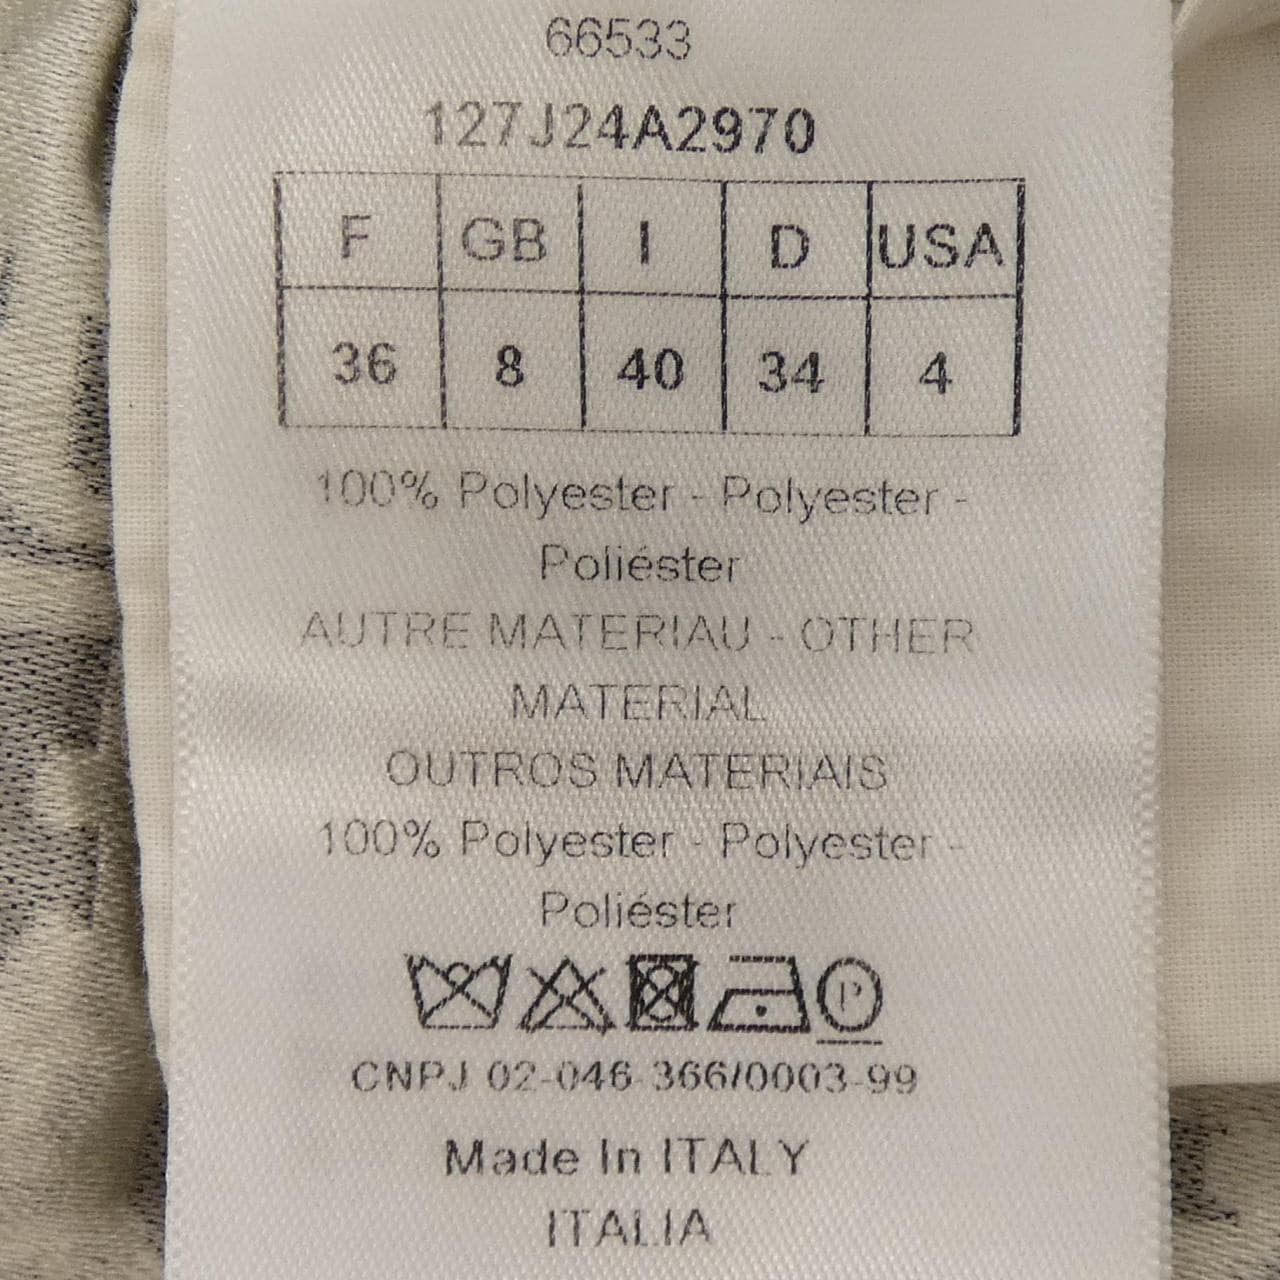 66533
127J24A2970
F GB I D USA
36 8 40 34 4
100% Polyester - Polyester -
Poliéster
AUTRE MATERIAU - OTHER
MATERIAL
OUTROS MATERIAIS
100% Polyester - Polyester -
Poliéster
P
CNPJ 02-046-366/0003-99
Made In ITALY
ITALIA